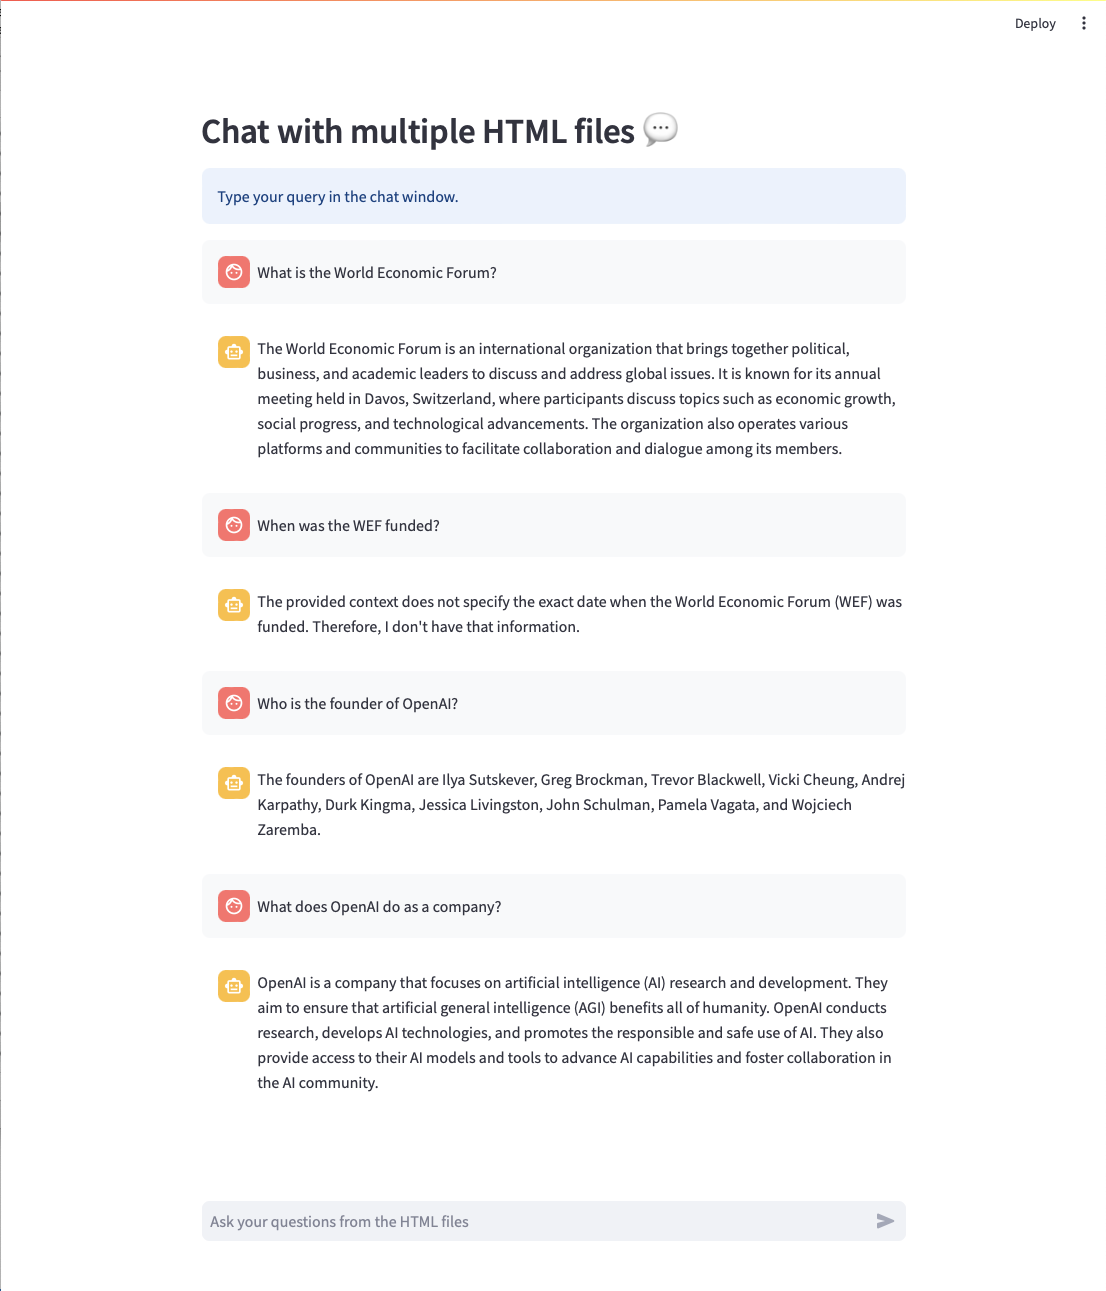 Deploy
Chat with multiple HTML files 💬
Type your query in the chat window.
What is the World Economic Forum?
The World Economic Forum is an international organization that brings together political,
business, and academic leaders to discuss and address global issues. It is known for its annual
meeting held in Davos, Switzerland, where participants discuss topics such as economic growth,
social progress, and technological advancements. The organization also operates various
platforms and communities to facilitate collaboration and dialogue among its members.
When was the WEF funded?
The provided context does not specify the exact date when the World Economic Forum (WEF) was
funded. Therefore, I don't have that information.
Who is the founder of OpenAI?
The founders of OpenAI are Ilya Sutskever, Greg Brockman, Trevor Blackwell, Vicki Cheung, Andrej
Karpathy, Durk Kingma, Jessica Livingston, John Schulman, Pamela Vagata, and Wojciech
Zaremba.
What does OpenAI do as a company?
OpenAI is a company that focuses on artificial intelligence (AI) research and development. They
aim to ensure that artificial general intelligence (AGI) benefits all of humanity. OpenAI conducts
research, develops AI technologies, and promotes the responsible and safe use of AI. They also
provide access to their AI models and tools to advance AI capabilities and foster collaboration in
the AI community.
Ask your questions from the HTML files